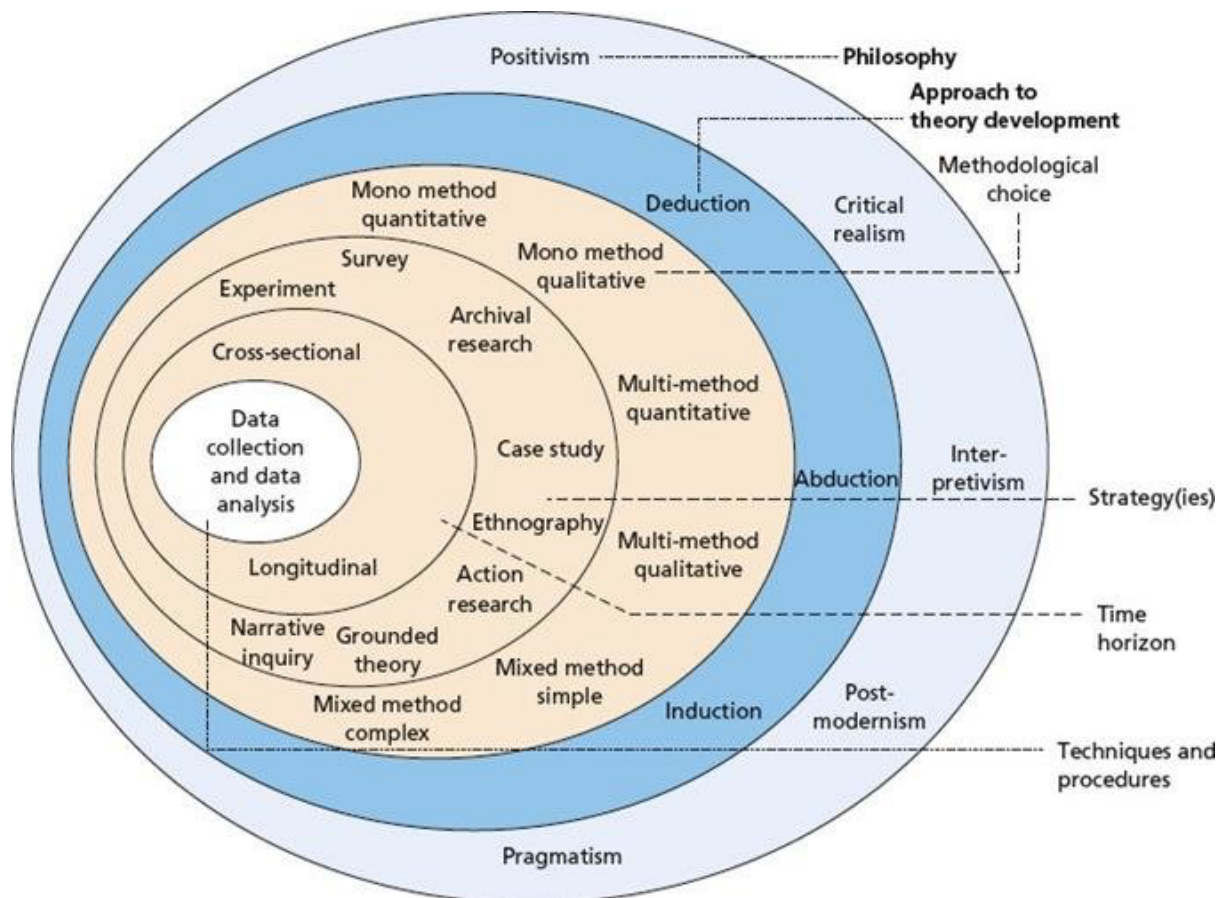 Positivism
Philosophy
Approach to
theory development
Methodological
choice
Deduction
Critical
realism
Mono method
quantitative
Mono method
qualitative
Survey
Experiment
Archival
research
Cross-sectional
Multi-method
quantitative
Data
collection
and data
analysis
Case study
Abduction
Inter-
pretivism
Strategy(ies)
Ethnography
Multi-method
qualitative
Longitudinal
Action
research
Time
horizon
Narrative
inquiry
Grounded
theory
Mixed method
simple
Mixed method
complex
Induction
Post-
modernism
Techniques and
procedures
Pragmatism